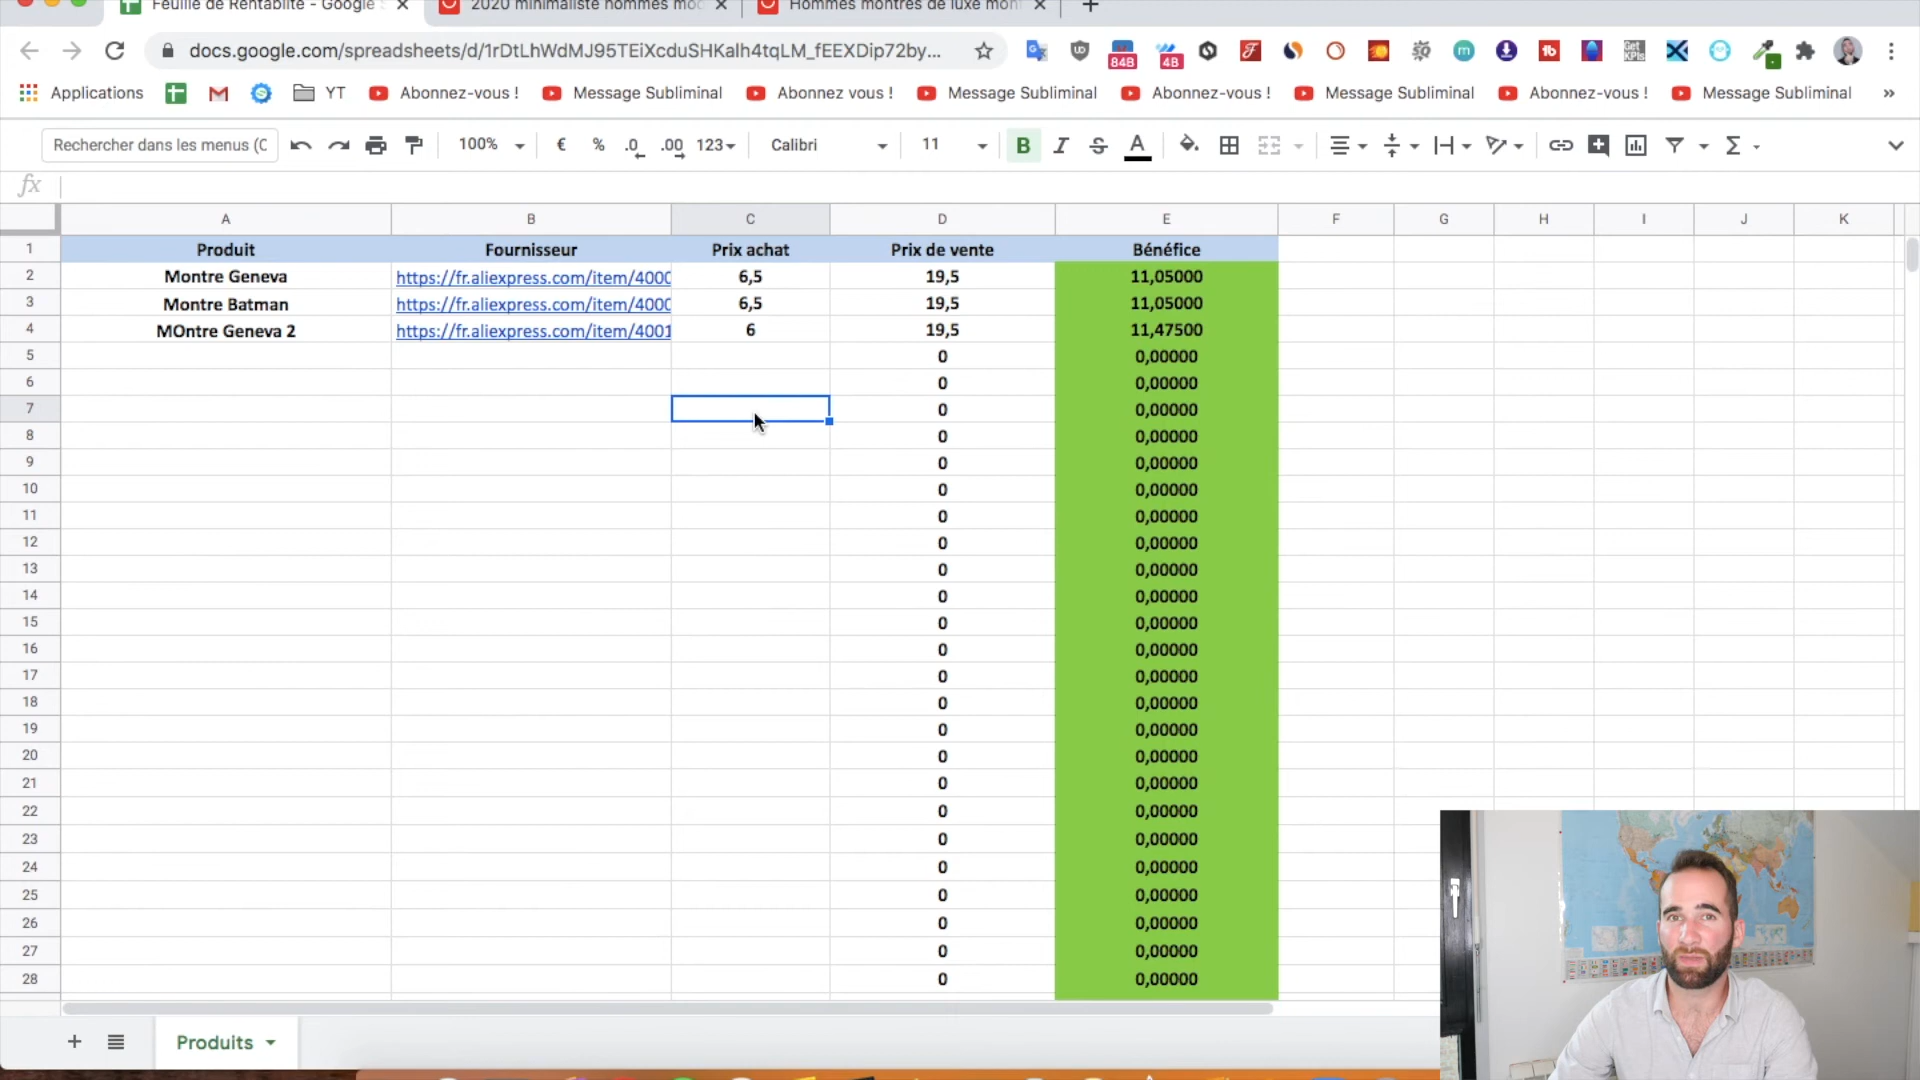 Feuille de Rentabilité - Google S
2020 minimaliste hommes mod
Hommes montres de luxe mon
docs.google.com/spreadsheets/d/1rDtLhWdMJ95TEiXcduSHKalh4tqLM_fEEXDip72by...
84B
4B
Get KPIs
Applications
YT
Abonnez-vous !
Message Subliminal
Abonnez vous !
Message Subliminal
Abonnez-vous !
Message Subliminal
Abonnez-vous !
Message Subliminal
»
Rechercher dans les menus (O
100%
€
%
.0
.00
123
Calibri
11
B
I
S
A
Σ
fx
A B C D E F G H I J K
1 Produit Fournisseur Prix achat Prix de vente Bénéfice
2 Montre Geneva https://fr.aliexpress.com/item/4000 6,5 19,5 11,05000
3 Montre Batman https://fr.aliexpress.com/item/4000 6,5 19,5 11,05000
4 MOntre Geneva 2 https://fr.aliexpress.com/item/4001 6 19,5 11,47500
5 0 0,00000
6 0 0,00000
7 0 0,00000
8 0 0,00000
9 0 0,00000
10 0 0,00000
11 0 0,00000
12 0 0,00000
13 0 0,00000
14 0 0,00000
15 0 0,00000
16 0 0,00000
17 0 0,00000
18 0 0,00000
19 0 0,00000
20 0 0,00000
21 0 0,00000
22 0 0,00000
23 0 0,00000
24 0 0,00000
25 0 0,00000
26 0 0,00000
27 0 0,00000
28 0 0,00000
Produits